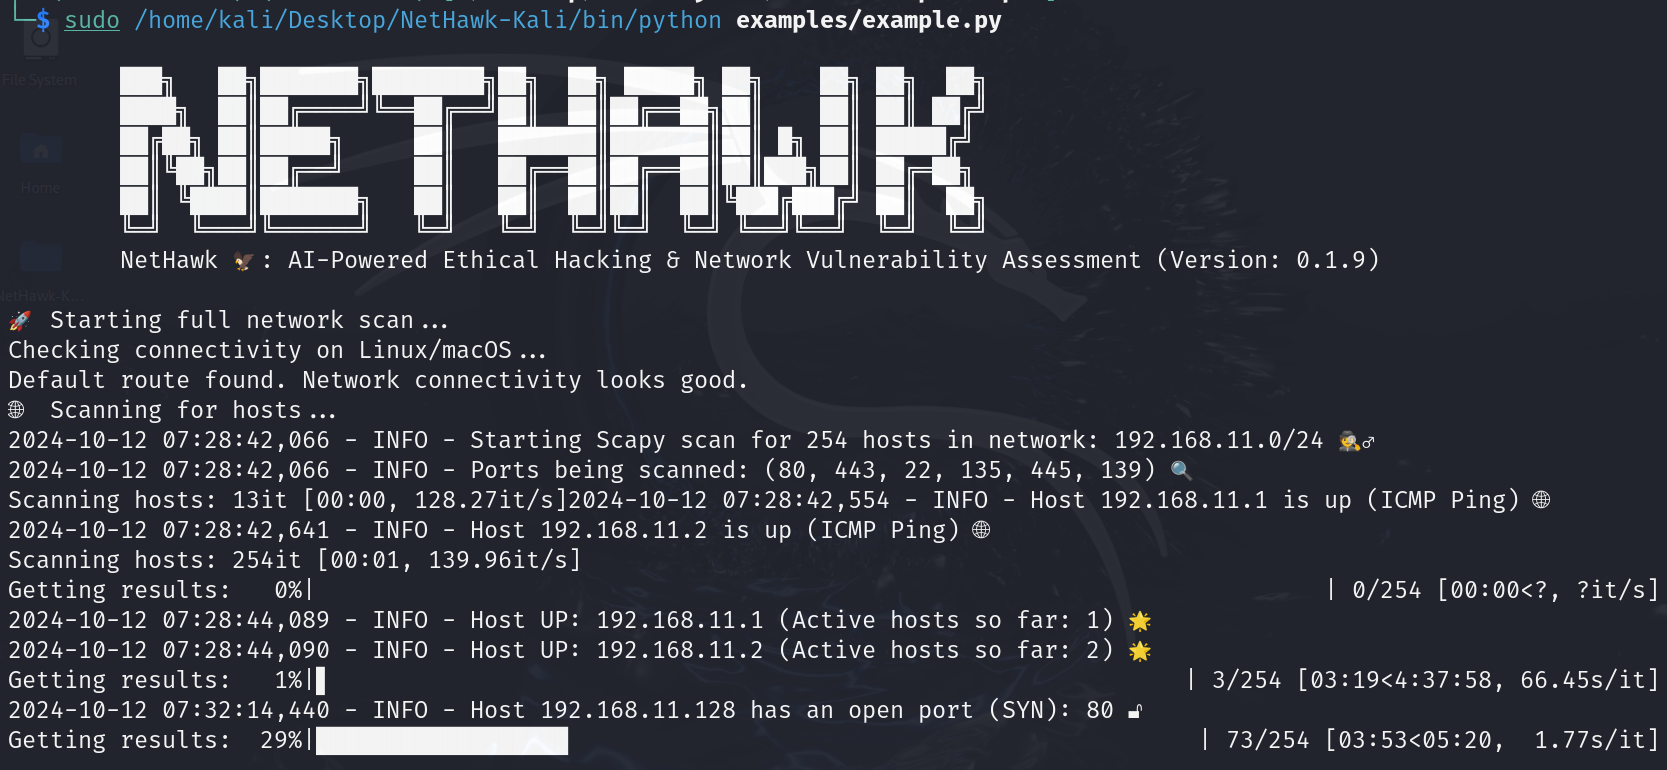 $ sudo /home/kali/Desktop/NetHawk-Kali/bin/python examples/example.py
File System
NETHAWK
Home
NetHawk 🦅: AI-Powered Ethical Hacking & Network Vulnerability Assessment (Version: 0.1.9)
NetHawk-K...
🚀 Starting full network scan...
Checking connectivity on Linux/macOS...
Default route found. Network connectivity looks good.
🌐 Scanning for hosts...
2024-10-12 07:28:42,066 - INFO - Starting Scapy scan for 254 hosts in network: 192.168.11.0/24 🕵️♂
2024-10-12 07:28:42,066 - INFO - Ports being scanned: (80, 443, 22, 135, 445, 139) 🔍
Scanning hosts: 13it [00:00, 128.27it/s]2024-10-12 07:28:42,554 - INFO - Host 192.168.11.1 is up (ICMP Ping) 🌐
2024-10-12 07:28:42,641 - INFO - Host 192.168.11.2 is up (ICMP Ping) 🌐
Scanning hosts: 254it [00:01, 139.96it/s]
Getting results:   0%| | 0/254 [00:00<?, ?it/s]
2024-10-12 07:28:44,089 - INFO - Host UP: 192.168.11.1 (Active hosts so far: 1) 🌟
2024-10-12 07:28:44,090 - INFO - Host UP: 192.168.11.2 (Active hosts so far: 2) 🌟
Getting results:   1%|█ | 3/254 [03:19<4:37:58, 66.45s/it]
2024-10-12 07:32:14,440 - INFO - Host 192.168.11.128 has an open port (SYN): 80 🔓
Getting results:  29%|██████████████████ | 73/254 [03:53<05:20,  1.77s/it]